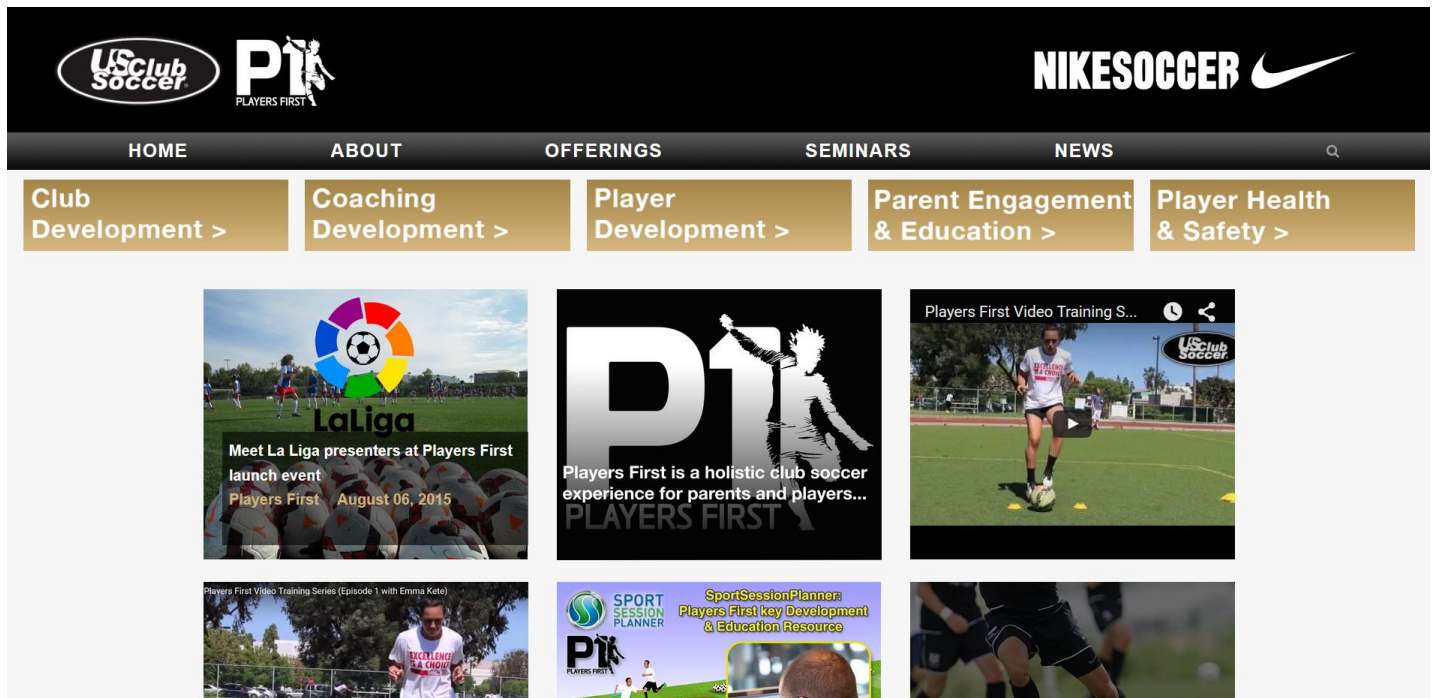 US Club
Soccer
P1
PLAYERS FIRST
NIKESOCCER
HOME ABOUT OFFERINGS SEMINARS NEWS
Club
Development >
Coaching
Development >
Player
Development >
Parent Engagement
& Education >
Player Health
& Safety >
LaLiga
Meet La Liga presenters at Players First
launch event
Players First August 06, 2015
P1
Players First is a holistic club soccer
experience for parents and players...
PLAYERS FIRST
Players First Video Training S...
US Club
Soccer
EXCELLENCE
IS A CHOICE
Players First Video Training Series (Episode 1 with Emma Kete)
EXCELLENCE
IS A CHOICE
SPORT
SESSION
PLANNER
P1
PLAYERS FIRST
SportSessionPlanner:
Players First key Development
& Education Resource